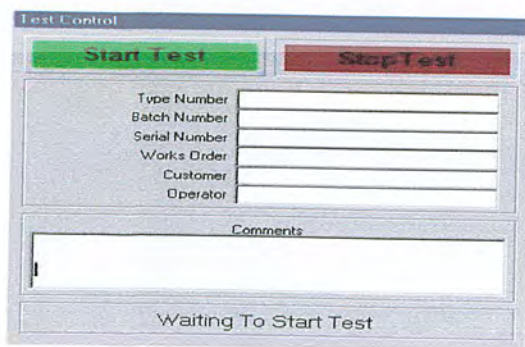 Test Control
Start Test
Stop Test
Type Number
Batch Number
Serial Number
Works Order
Customer
Operator
Comments
Waiting To Start Test